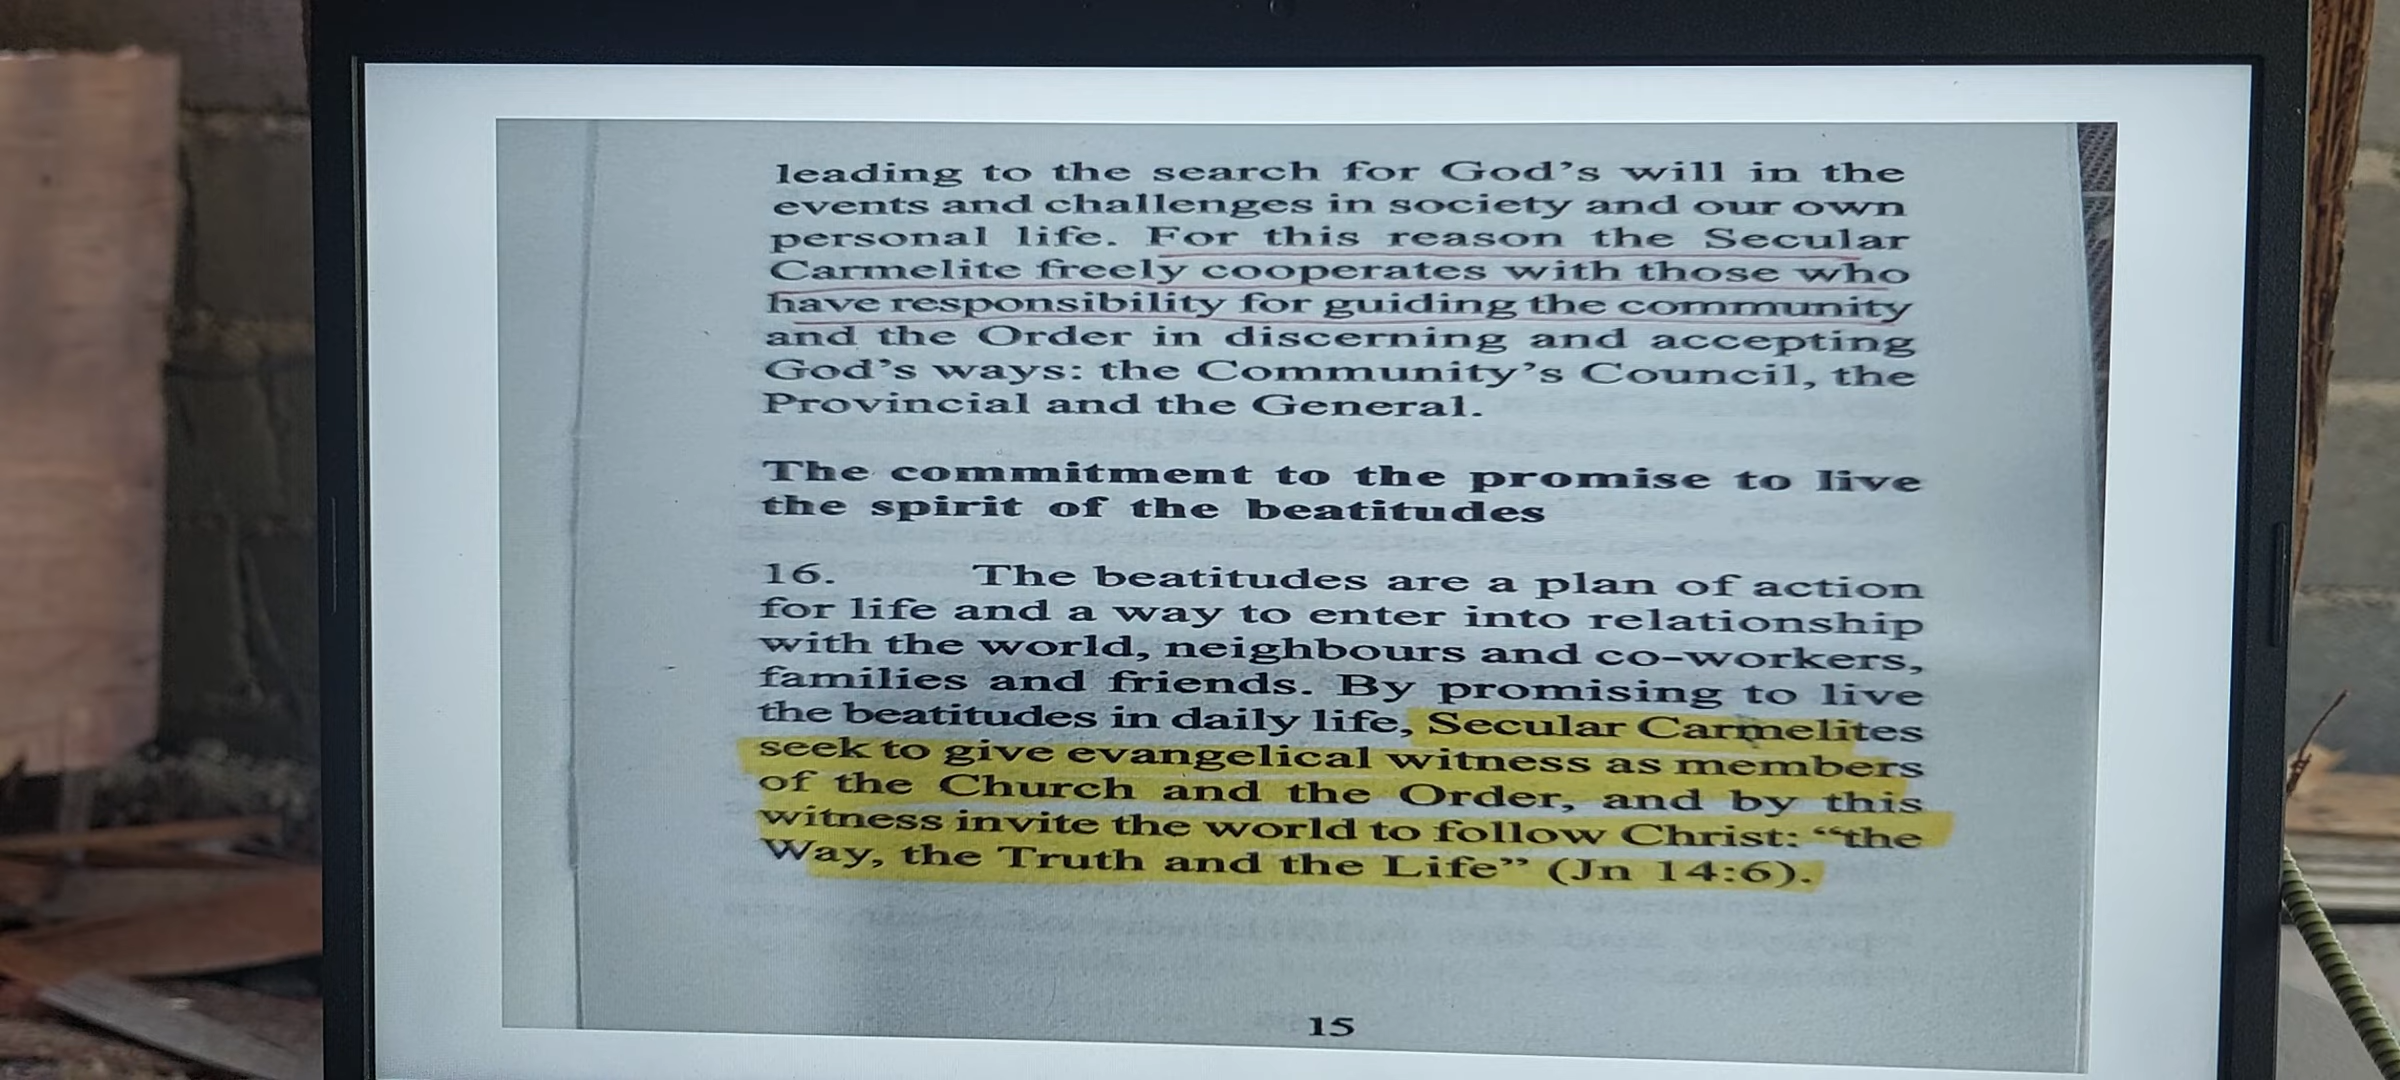 leading to the search for God's will in the
events and challenges in society and our own
personal life. For this reason the Secular
Carmelite freely cooperates with those who
have responsibility for guiding the community
and the Order in discerning and accepting
God's ways: the Community's Council, the
Provincial and the General.
The commitment to the promise to live
the spirit of the beatitudes
16. The beatitudes are a plan of action
for life and a way to enter into relationship
with the world, neighbours and co-workers,
families and friends. By promising to live
the beatitudes in daily life, Secular Carmelites
seek to give evangelical witness as members
of the Church and the Order, and by this
witness invite the world to follow Christ: “the
Way, the Truth and the Life” (Jn 14:6).
15